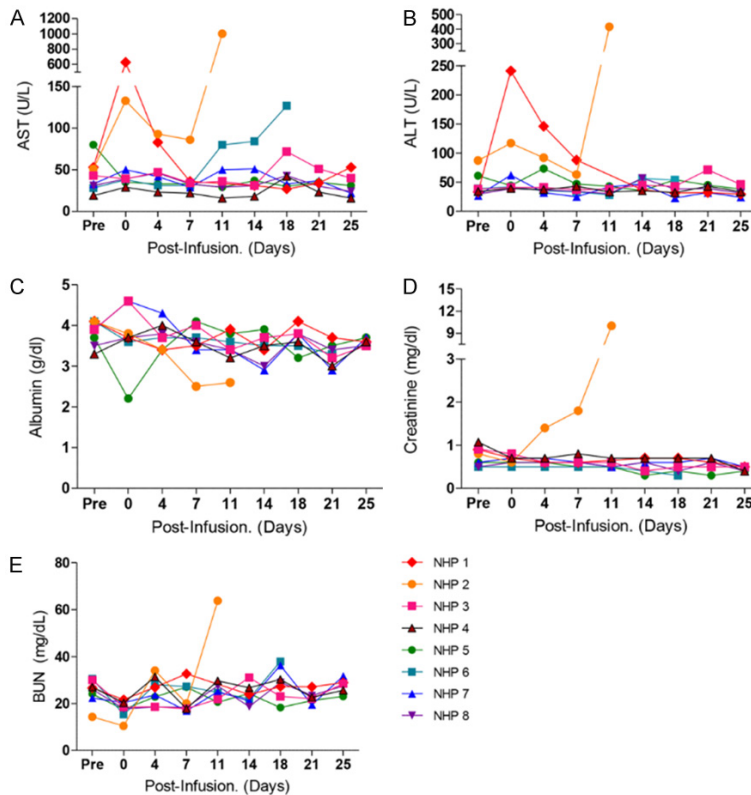 A
AST (U/L)
1200
1000
800
600
150
100
50
0
Pre 0 4 7 11 14 18 21 25
Post-Infusion. (Days)
B
ALT (U/L)
500
400
300
250
200
150
100
50
0
Pre 0 4 7 11 14 18 21 25
Post-Infusion. (Days)
C
Albumin (g/dl)
5
4
3
2
1
0
Pre 0 4 7 11 14 18 21 25
Post-Infusion. (Days)
D
Creatinine (mg/dl)
15
12
9
6
3
2
1
0
Pre 0 4 7 11 14 18 21 25
Post-Infusion. (Days)
E
BUN (mg/dL)
80
60
40
20
0
Pre 0 4 7 11 14 18 21 25
Post-Infusion. (Days)
NHP 1
NHP 2
NHP 3
NHP 4
NHP 5
NHP 6
NHP 7
NHP 8